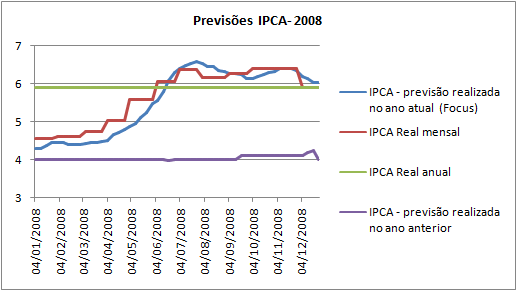 Previsões IPCA- 2008
7
6
5
4
3
04/01/2008
04/02/2008
04/03/2008
04/04/2008
04/05/2008
04/06/2008
04/07/2008
04/08/2008
04/09/2008
04/10/2008
04/11/2008
04/12/2008
IPCA - previsão realizada
no ano atual (Focus)
IPCA Real mensal
IPCA Real anual
IPCA - previsão realizada
no ano anterior